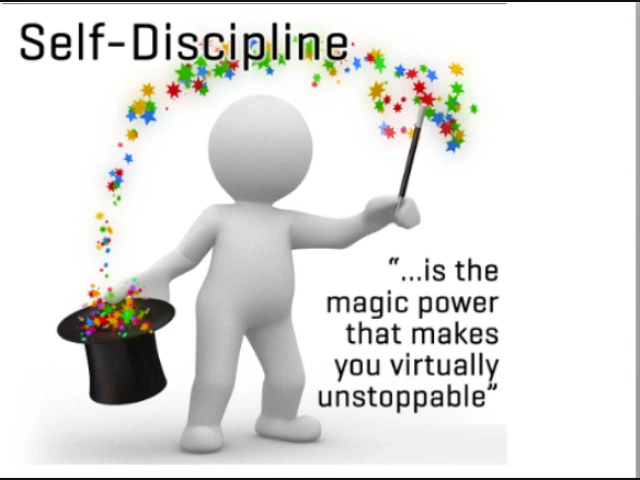 Self-Discipline
“...is the
magic power
that makes
you virtually
unstoppable”